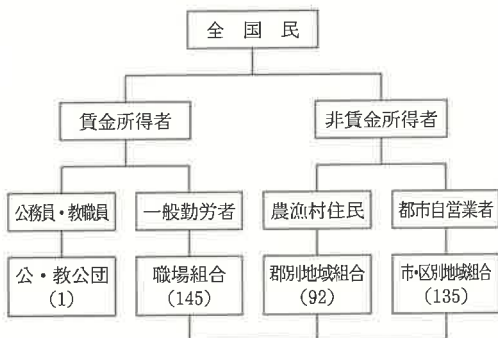 全 国 民
賃金所得者 非賃金所得者
公務員・教職員 一般勤労者 農漁村住民 都市自営業者
公・教公団 職場組合 郡別地域組合 市・区別地域組合
(1) (145) (92) (135)